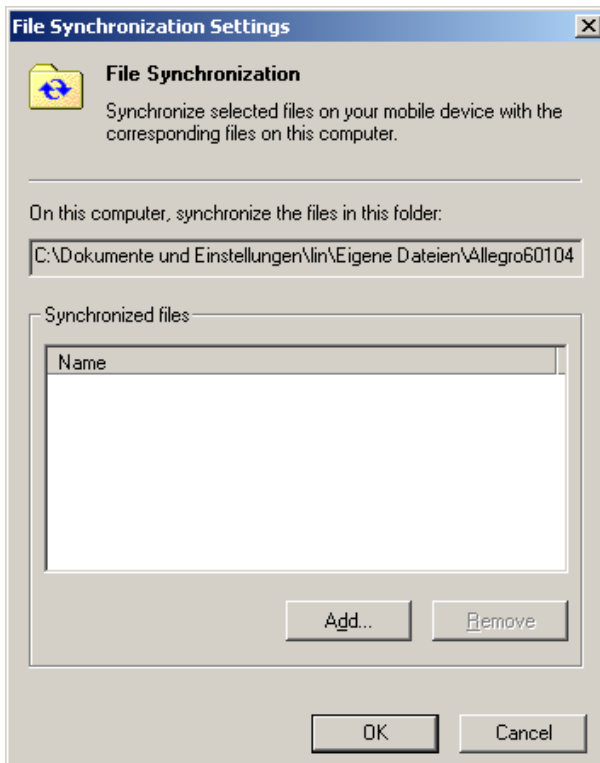 File Synchronization Settings
File Synchronization
Synchronize selected files on your mobile device with the
corresponding files on this computer.
On this computer, synchronize the files in this folder:
C:\Dokumente und Einstellungen\lin\Eigene Dateien\Allegro60104
Synchronized files
Name
Add...
Remove
OK
Cancel